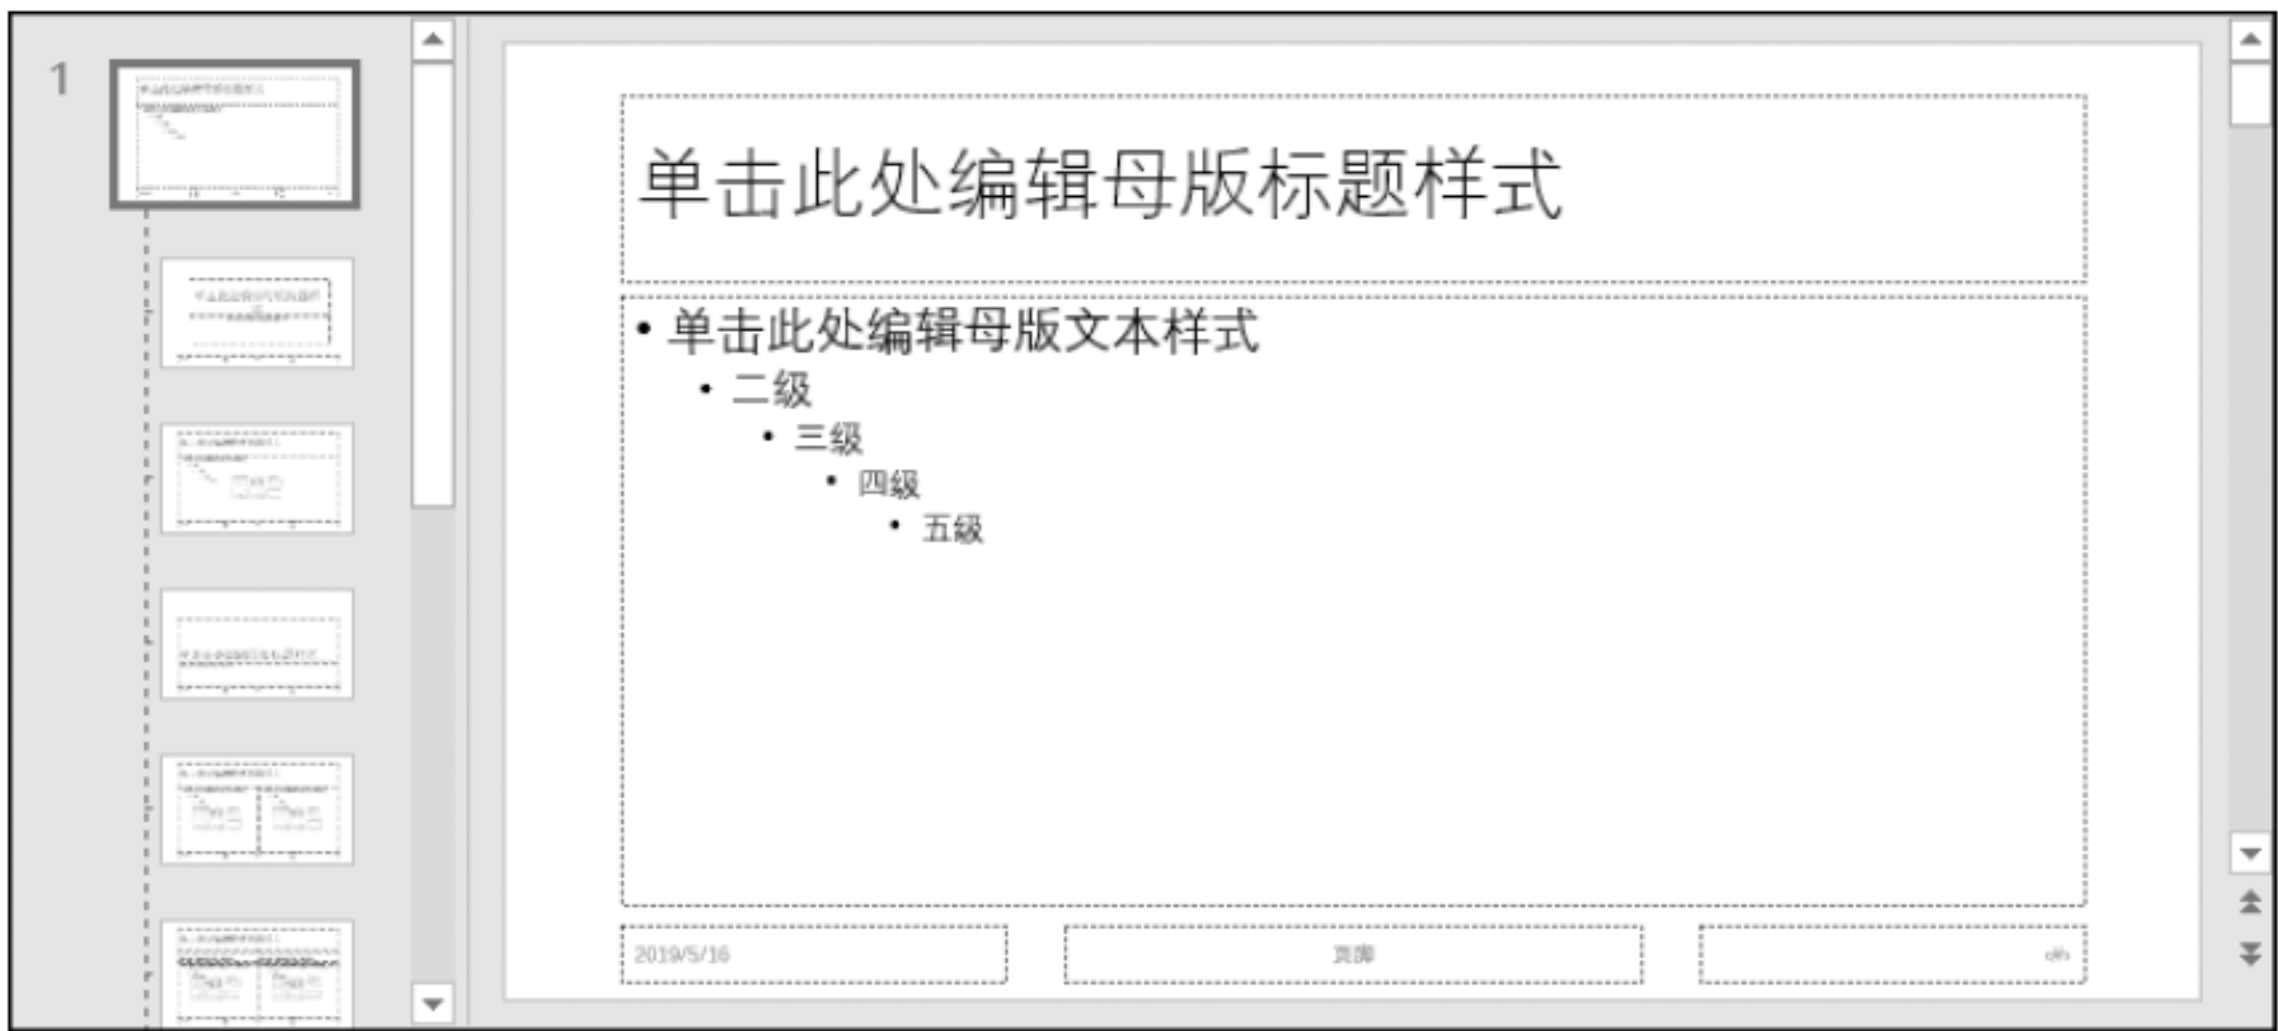 1
单击此处编辑母版标题样式
• 单击此处编辑母版文本样式
• 二级
• 三级
• 四级
• 五级
2019/5/16
页脚
‹#›